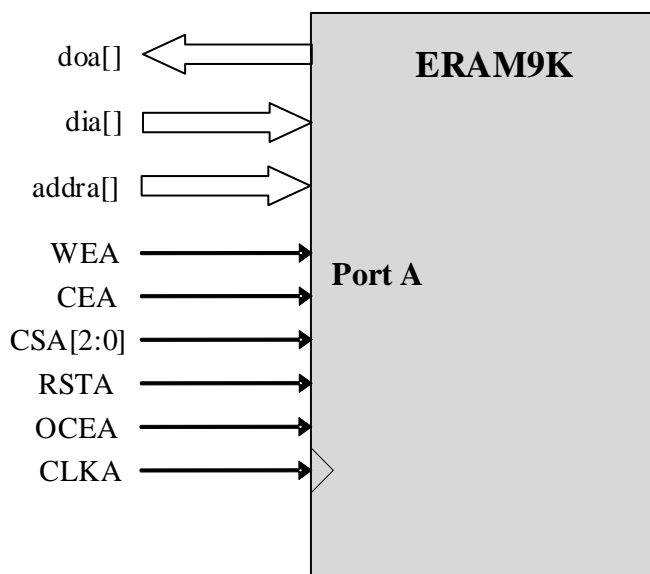 doa[]
ERAM9K
dia[]
addra[]
WEA
Port A
CEA
CSA[2:0]
RSTA
OCEA
CLKA